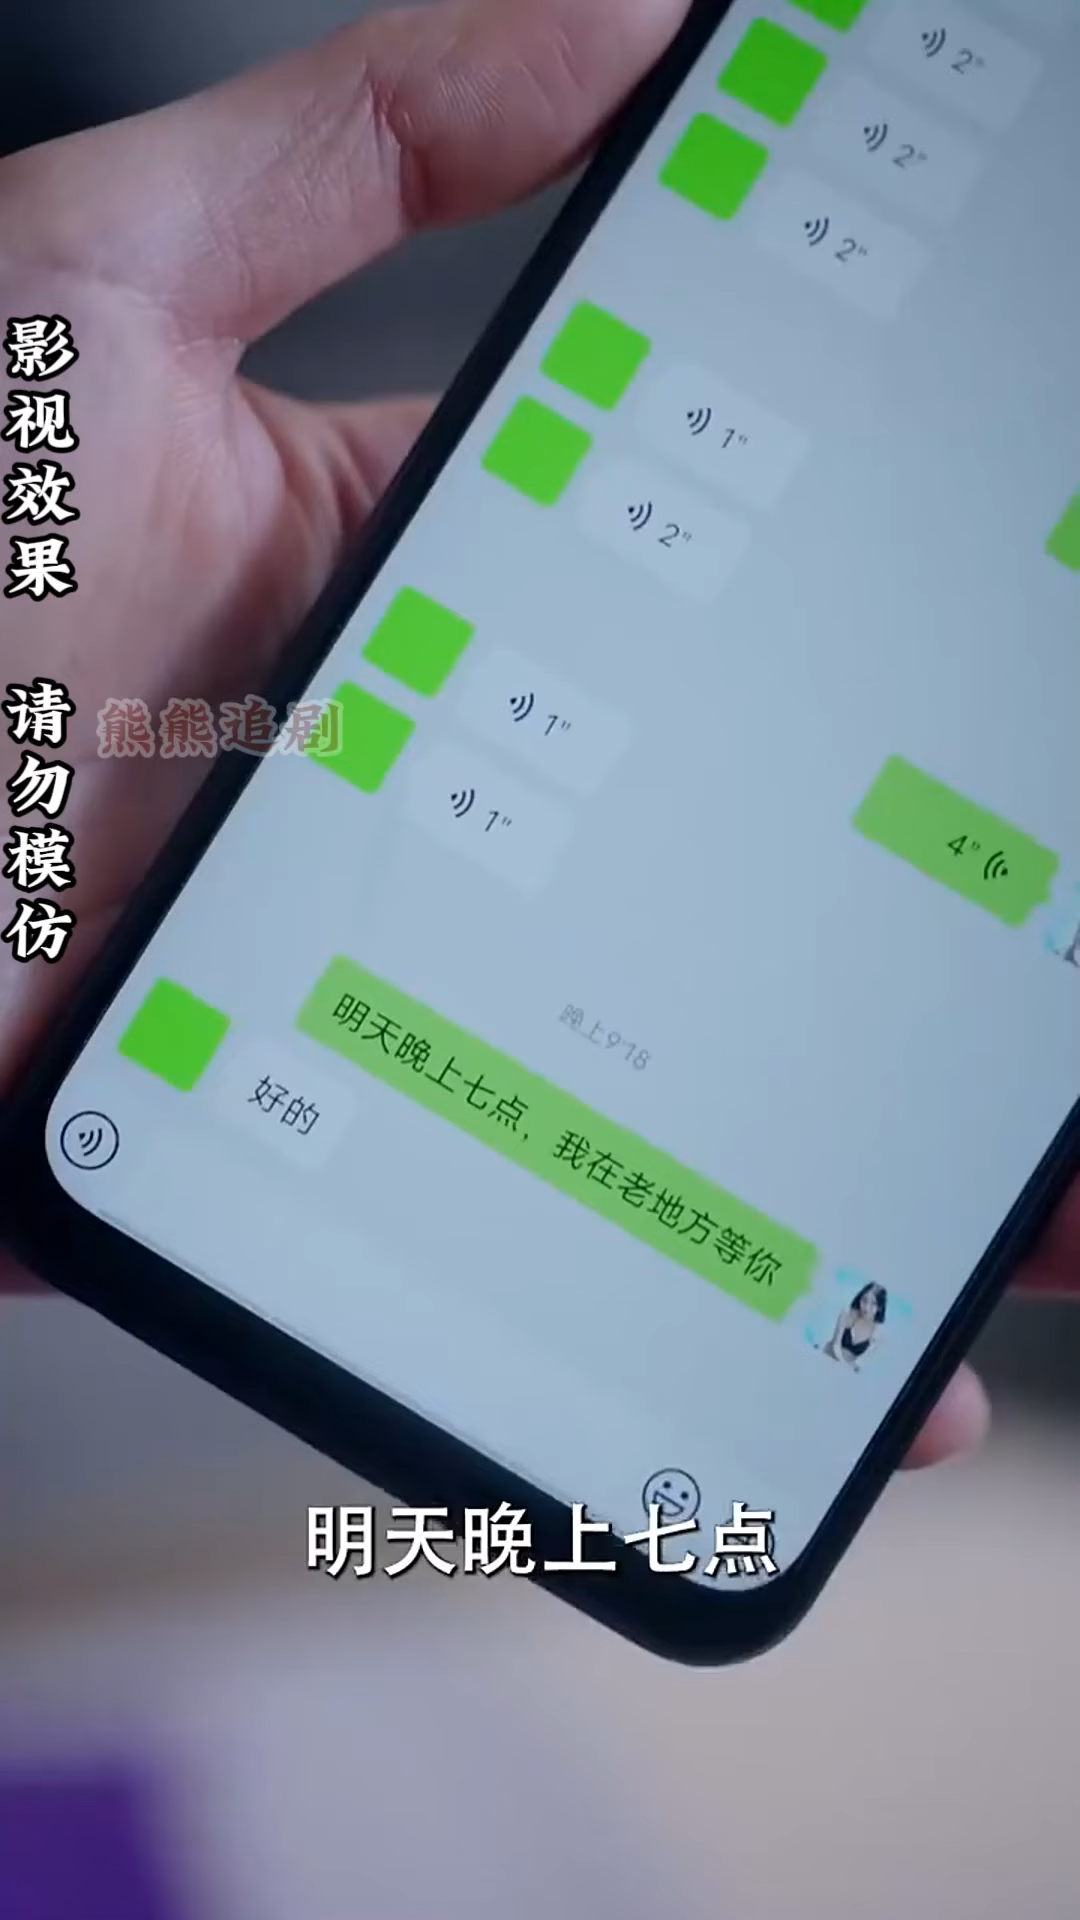 2"
2"
2"
1"
2"
1"
1"
4"
晚上9:18
明天晚上七点，我在老地方等你
好的
影视效果 请勿模仿
熊熊追剧
明天晚上七点